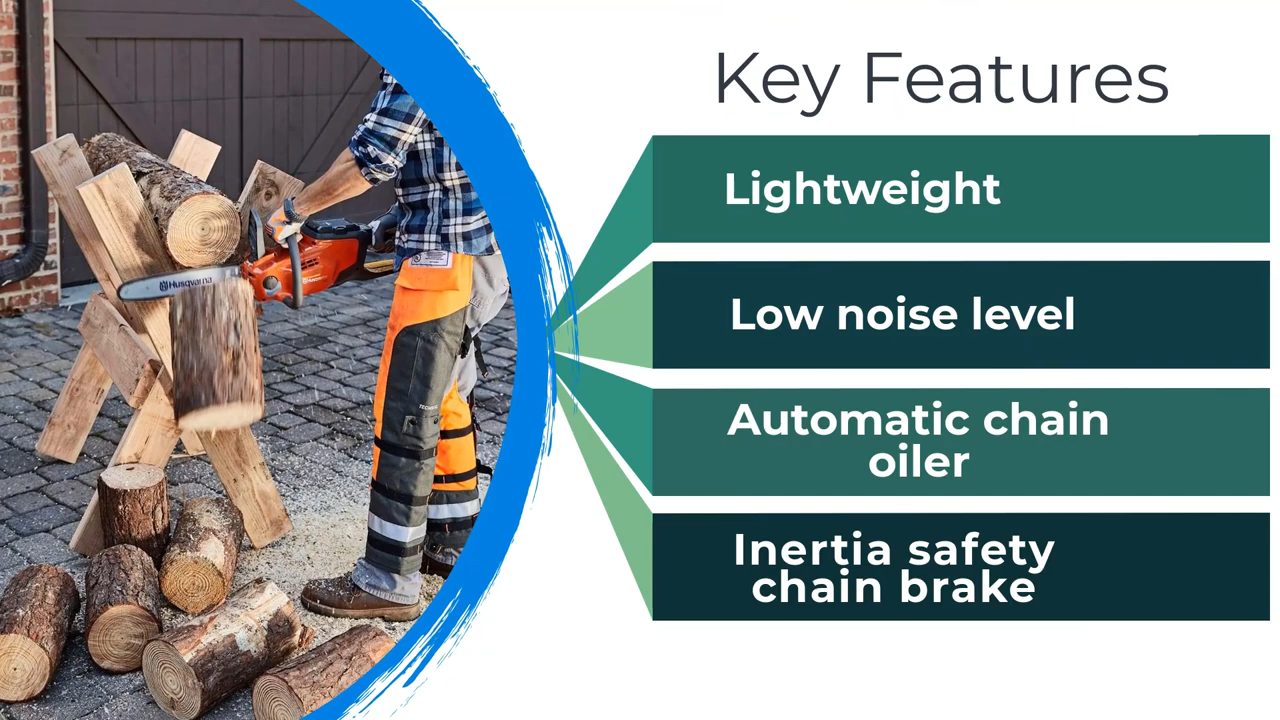 Key Features
Lightweight
Low noise level
Automatic chain
oiler
Inertia safety
chain brake
Husqvarna